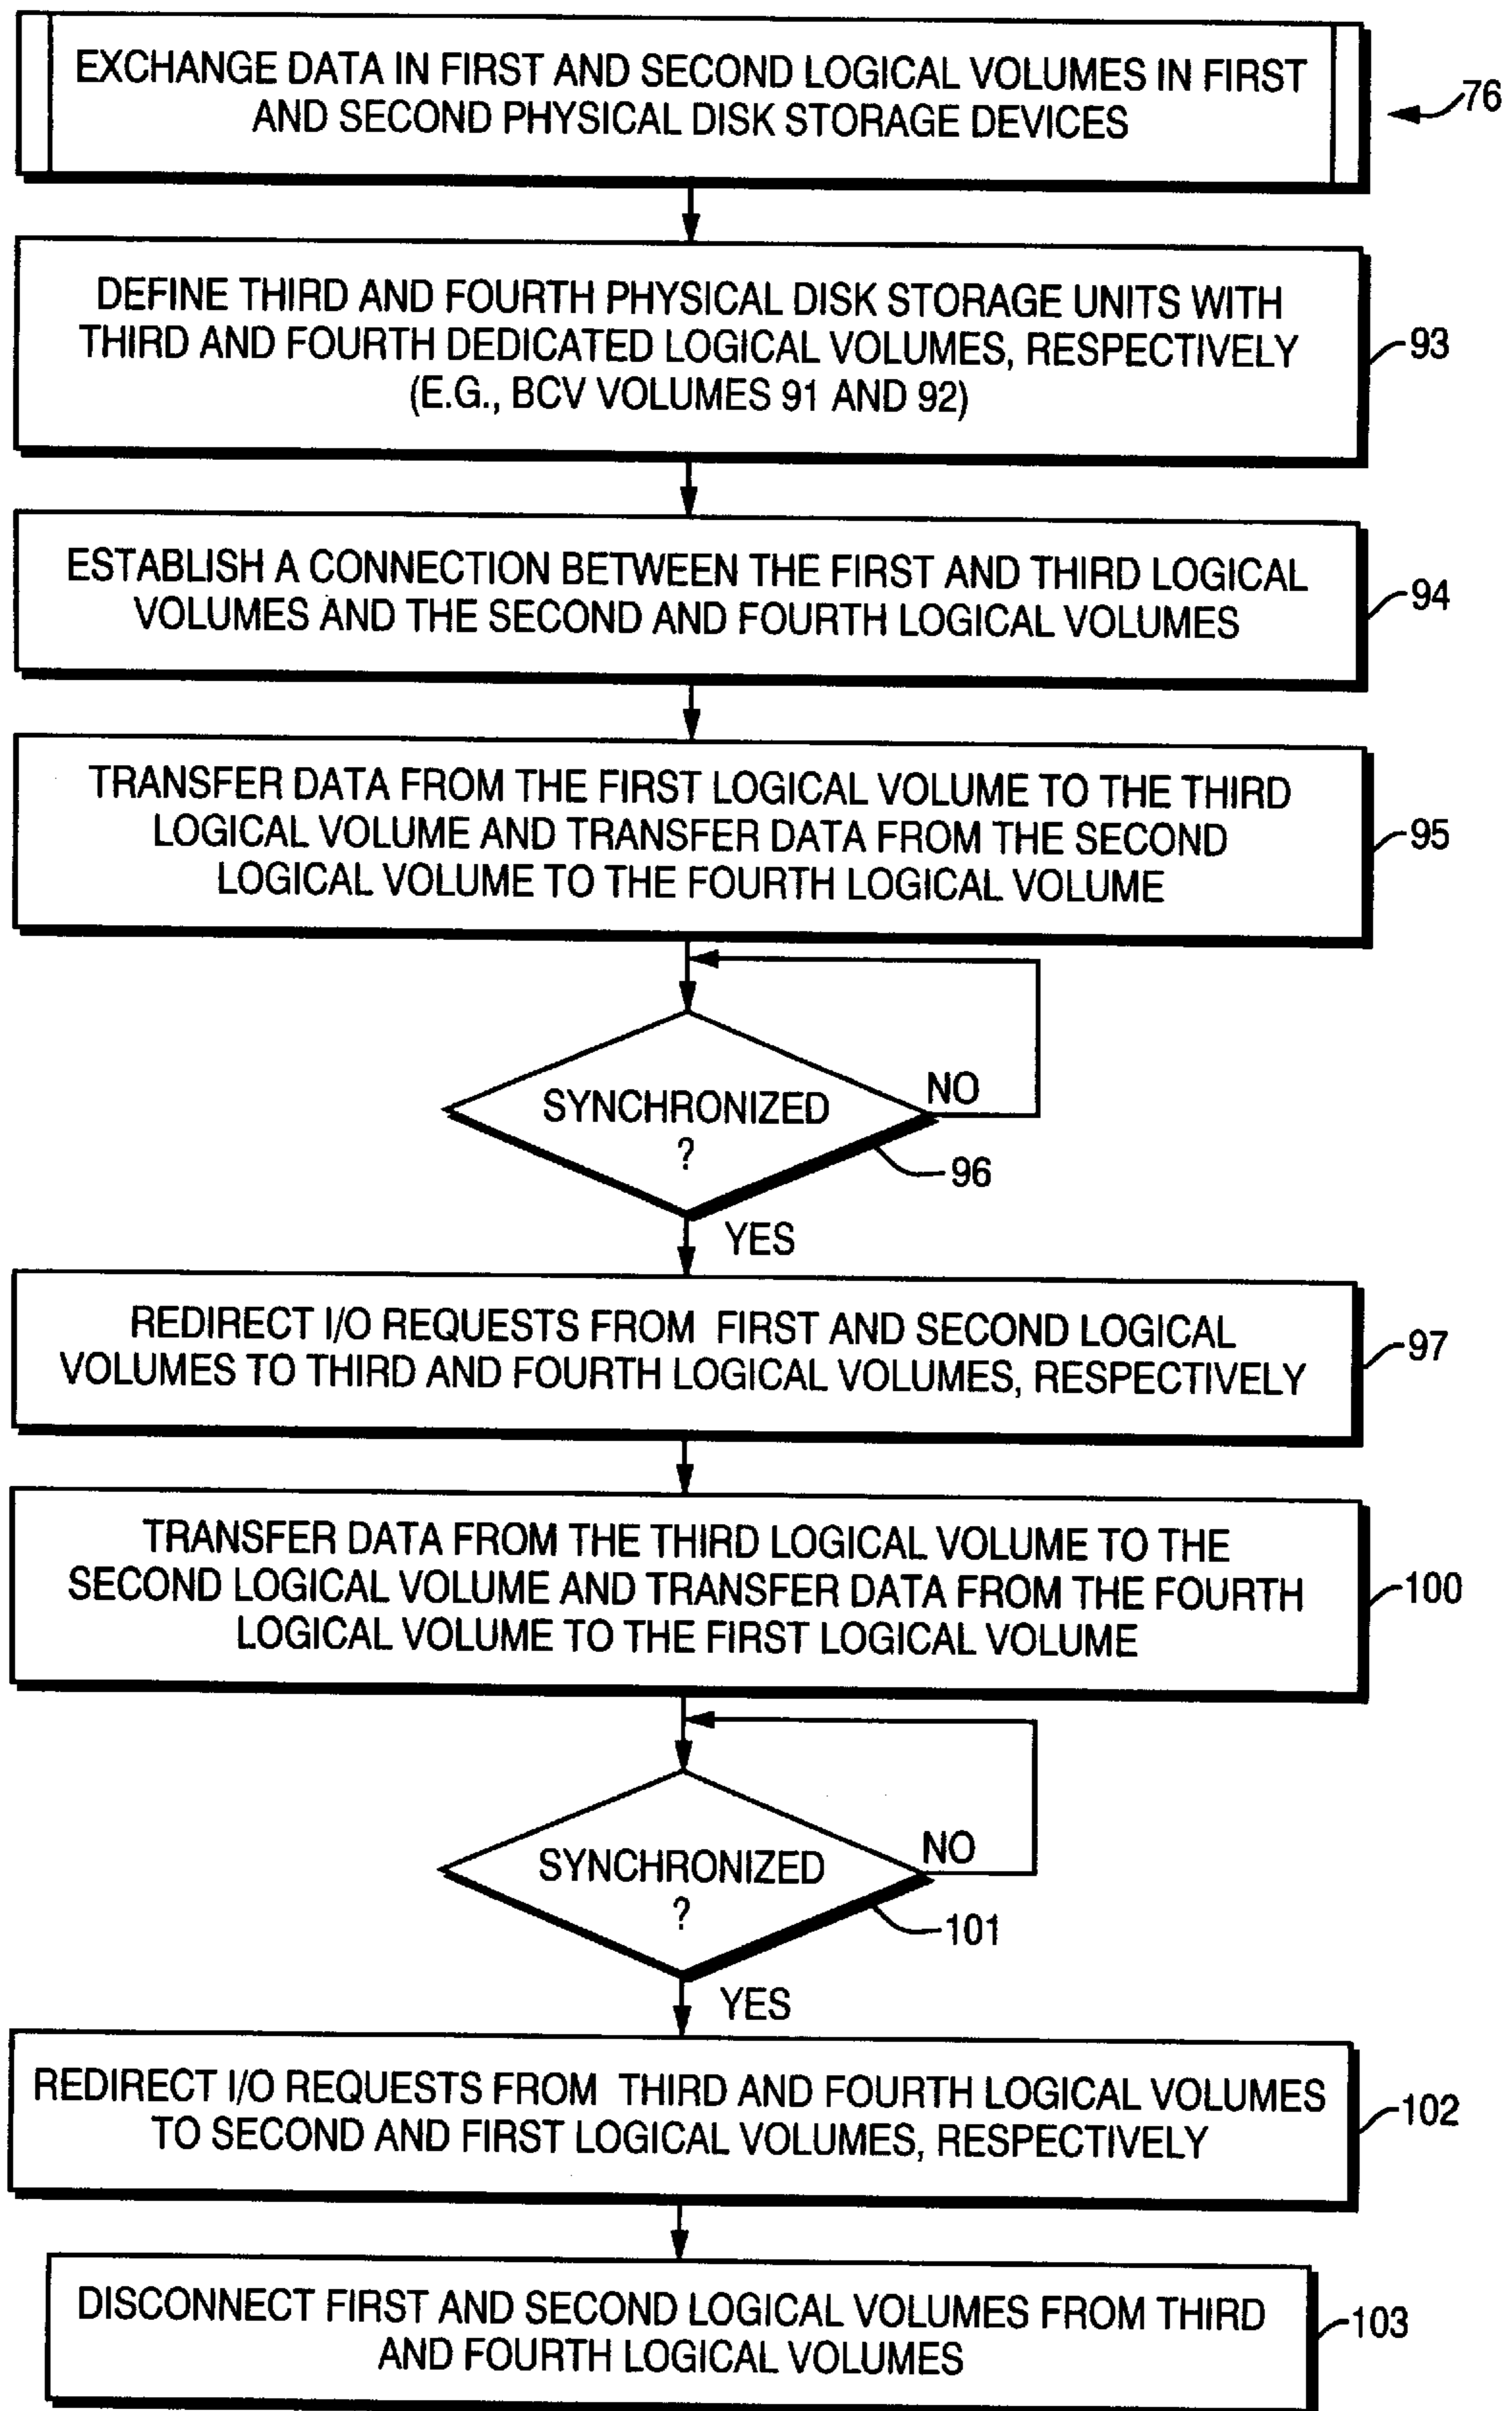 EXCHANGE DATA IN FIRST AND SECOND LOGICAL VOLUMES IN FIRST
AND SECOND PHYSICAL DISK STORAGE DEVICES
76
DEFINE THIRD AND FOURTH PHYSICAL DISK STORAGE UNITS WITH
THIRD AND FOURTH DEDICATED LOGICAL VOLUMES, RESPECTIVELY
(E.G., BCV VOLUMES 91 AND 92)
93
ESTABLISH A CONNECTION BETWEEN THE FIRST AND THIRD LOGICAL
VOLUMES AND THE SECOND AND FOURTH LOGICAL VOLUMES
94
TRANSFER DATA FROM THE FIRST LOGICAL VOLUME TO THE THIRD
LOGICAL VOLUME AND TRANSFER DATA FROM THE SECOND
LOGICAL VOLUME TO THE FOURTH LOGICAL VOLUME
95
SYNCHRONIZED
?
NO
96
YES
REDIRECT I/O REQUESTS FROM FIRST AND SECOND LOGICAL
VOLUMES TO THIRD AND FOURTH LOGICAL VOLUMES, RESPECTIVELY
97
TRANSFER DATA FROM THE THIRD LOGICAL VOLUME TO THE
SECOND LOGICAL VOLUME AND TRANSFER DATA FROM THE FOURTH
LOGICAL VOLUME TO THE FIRST LOGICAL VOLUME
100
SYNCHRONIZED
?
NO
101
YES
REDIRECT I/O REQUESTS FROM THIRD AND FOURTH LOGICAL VOLUMES
TO SECOND AND FIRST LOGICAL VOLUMES, RESPECTIVELY
102
DISCONNECT FIRST AND SECOND LOGICAL VOLUMES FROM THIRD
AND FOURTH LOGICAL VOLUMES
103